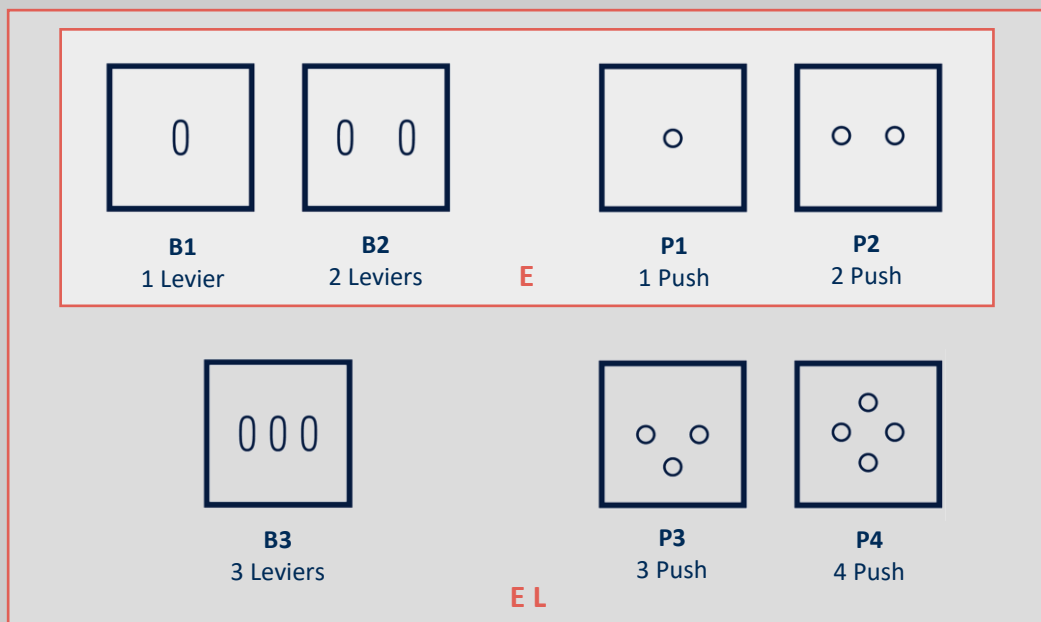 B1
1 Levier
B2
2 Leviers
P1
1 Push
P2
2 Push
E
B3
3 Leviers
P3
3 Push
P4
4 Push
E L